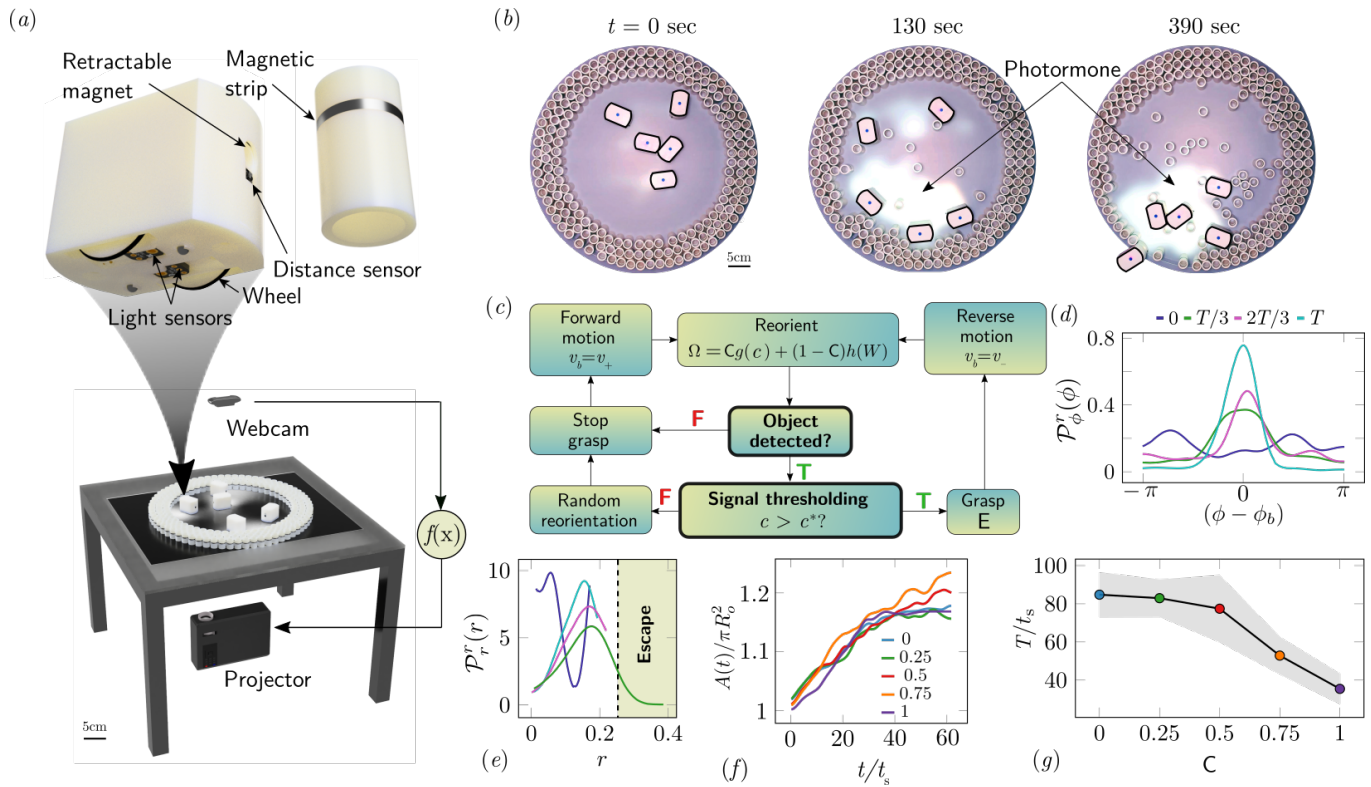 (a)
Retractable
magnet
Magnetic
strip
Distance sensor
Wheel
Light sensors
Webcam
f(x)
Projector
5cm
(b)
t = 0 sec
130 sec
390 sec
Photormone
5cm
(c)
Forward
motion
v_b=v_+
Reorient
Ω = Cg(c) + (1 − C)h(W)
Reverse
motion
v_b=v_-
Stop
grasp
F
Object
detected?
T
Random
reorientation
F
Signal thresholding
c > c*?
T
Grasp
E
(d)
0 T/3 2T/3 T
0.8
0.4
0
𝒫^r_ϕ(ϕ)
−π 0 π
(ϕ − ϕ_b)
10
5
0
𝒫^r_r(r)
Escape
0 0.2 0.4
(e) r
1.2
1.1
1
A(t)/πR_o^2
0
0.25
0.5
0.75
1
0 20 40 60
(f) t/t_s
100
80
60
40
T/t_s
0 0.25 0.5 0.75 1
(g) C